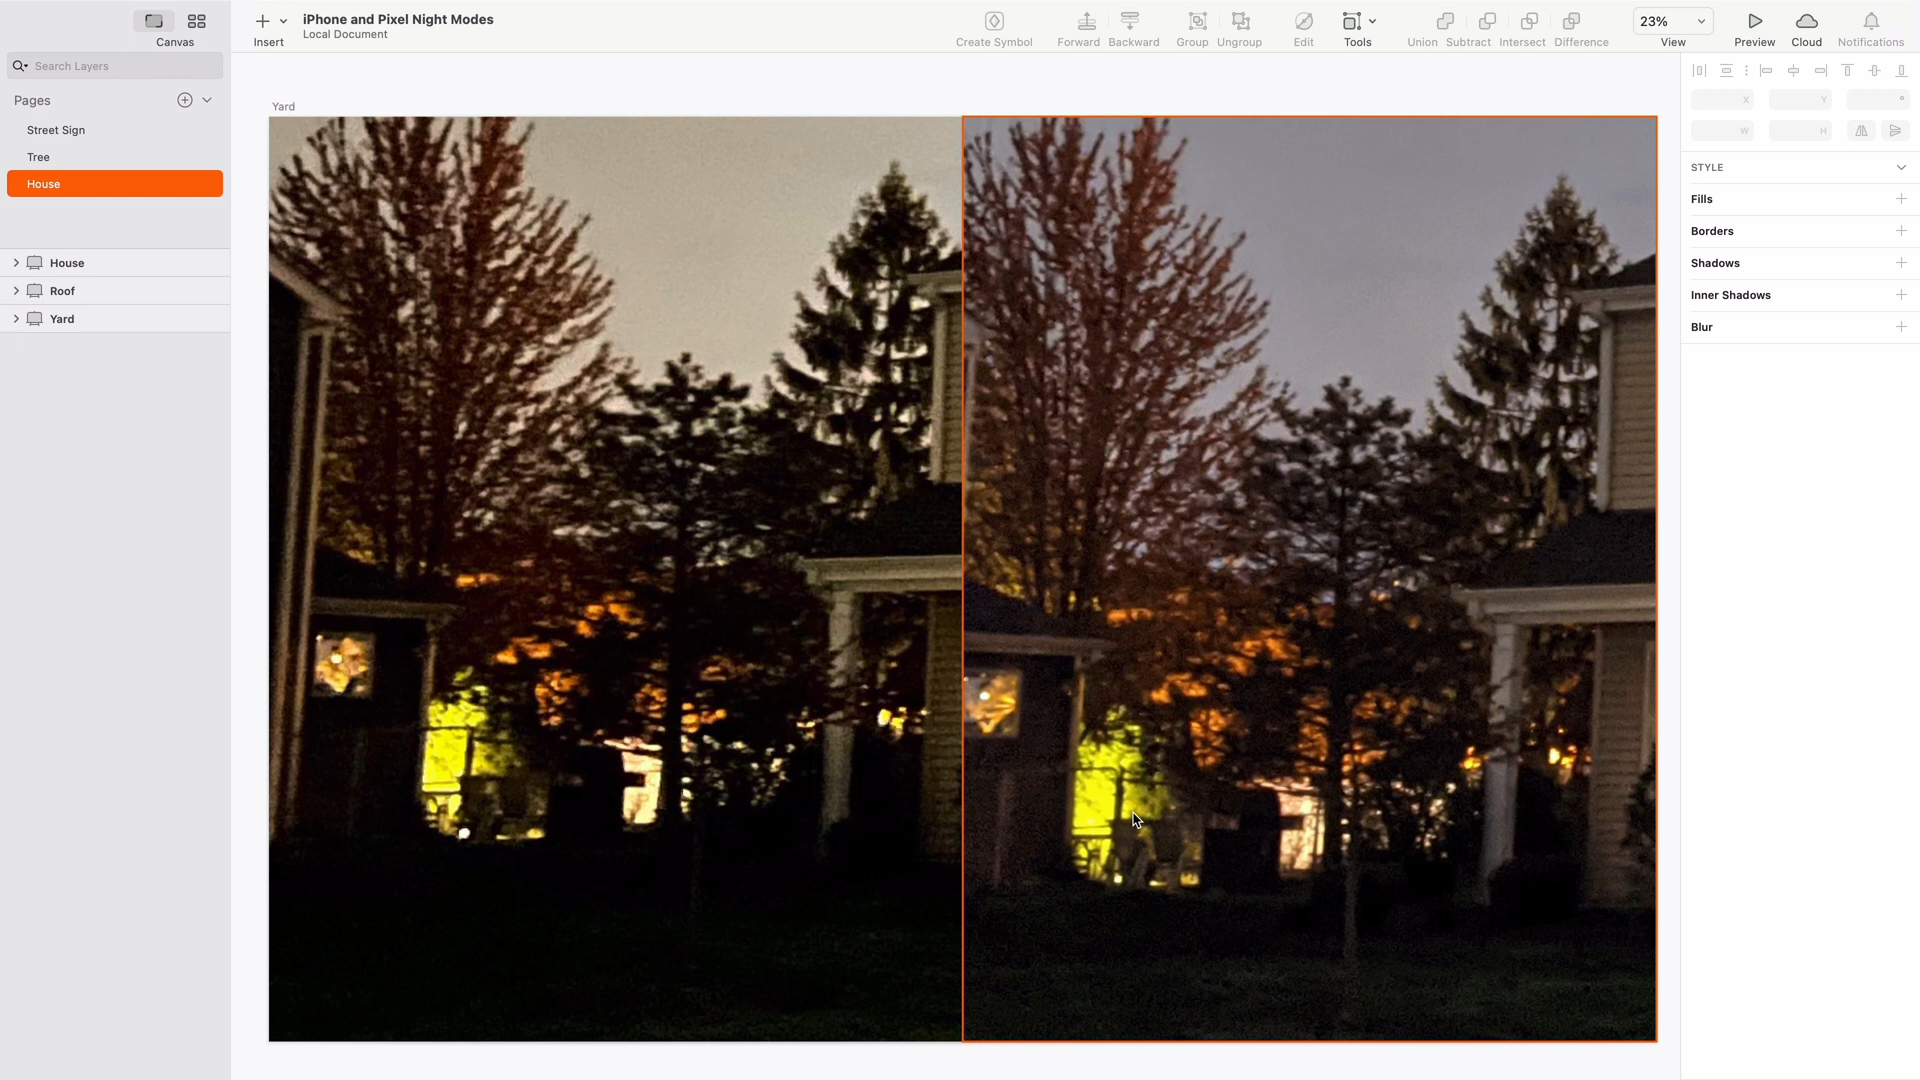 Canvas
Insert
iPhone and Pixel Night Modes
Local Document
Create Symbol
Forward
Backward
Group
Ungroup
Edit
Tools
Union
Subtract
Intersect
Difference
23%
View
Preview
Cloud
Notifications
Search Layers
Pages
Street Sign
Tree
House
House
Roof
Yard
Yard
X
Y
°
W
H
STYLE
Fills
Borders
Shadows
Inner Shadows
Blur